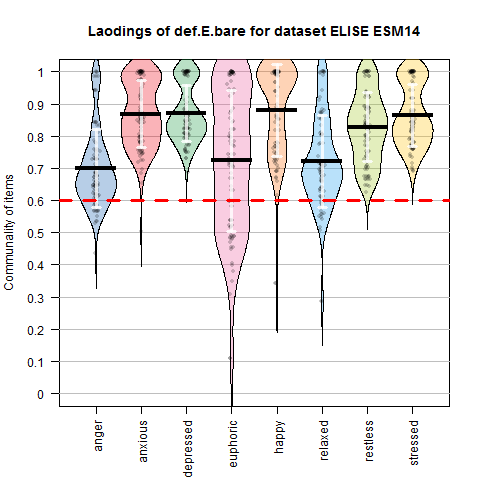 Laodings of def.E.bare for dataset ELISE ESM14
Communality of items
1
0.9
0.8
0.7
0.6
0.5
0.4
0.3
0.2
0.1
0
anger
anxious
depressed
euphoric
happy
relaxed
restless
stressed